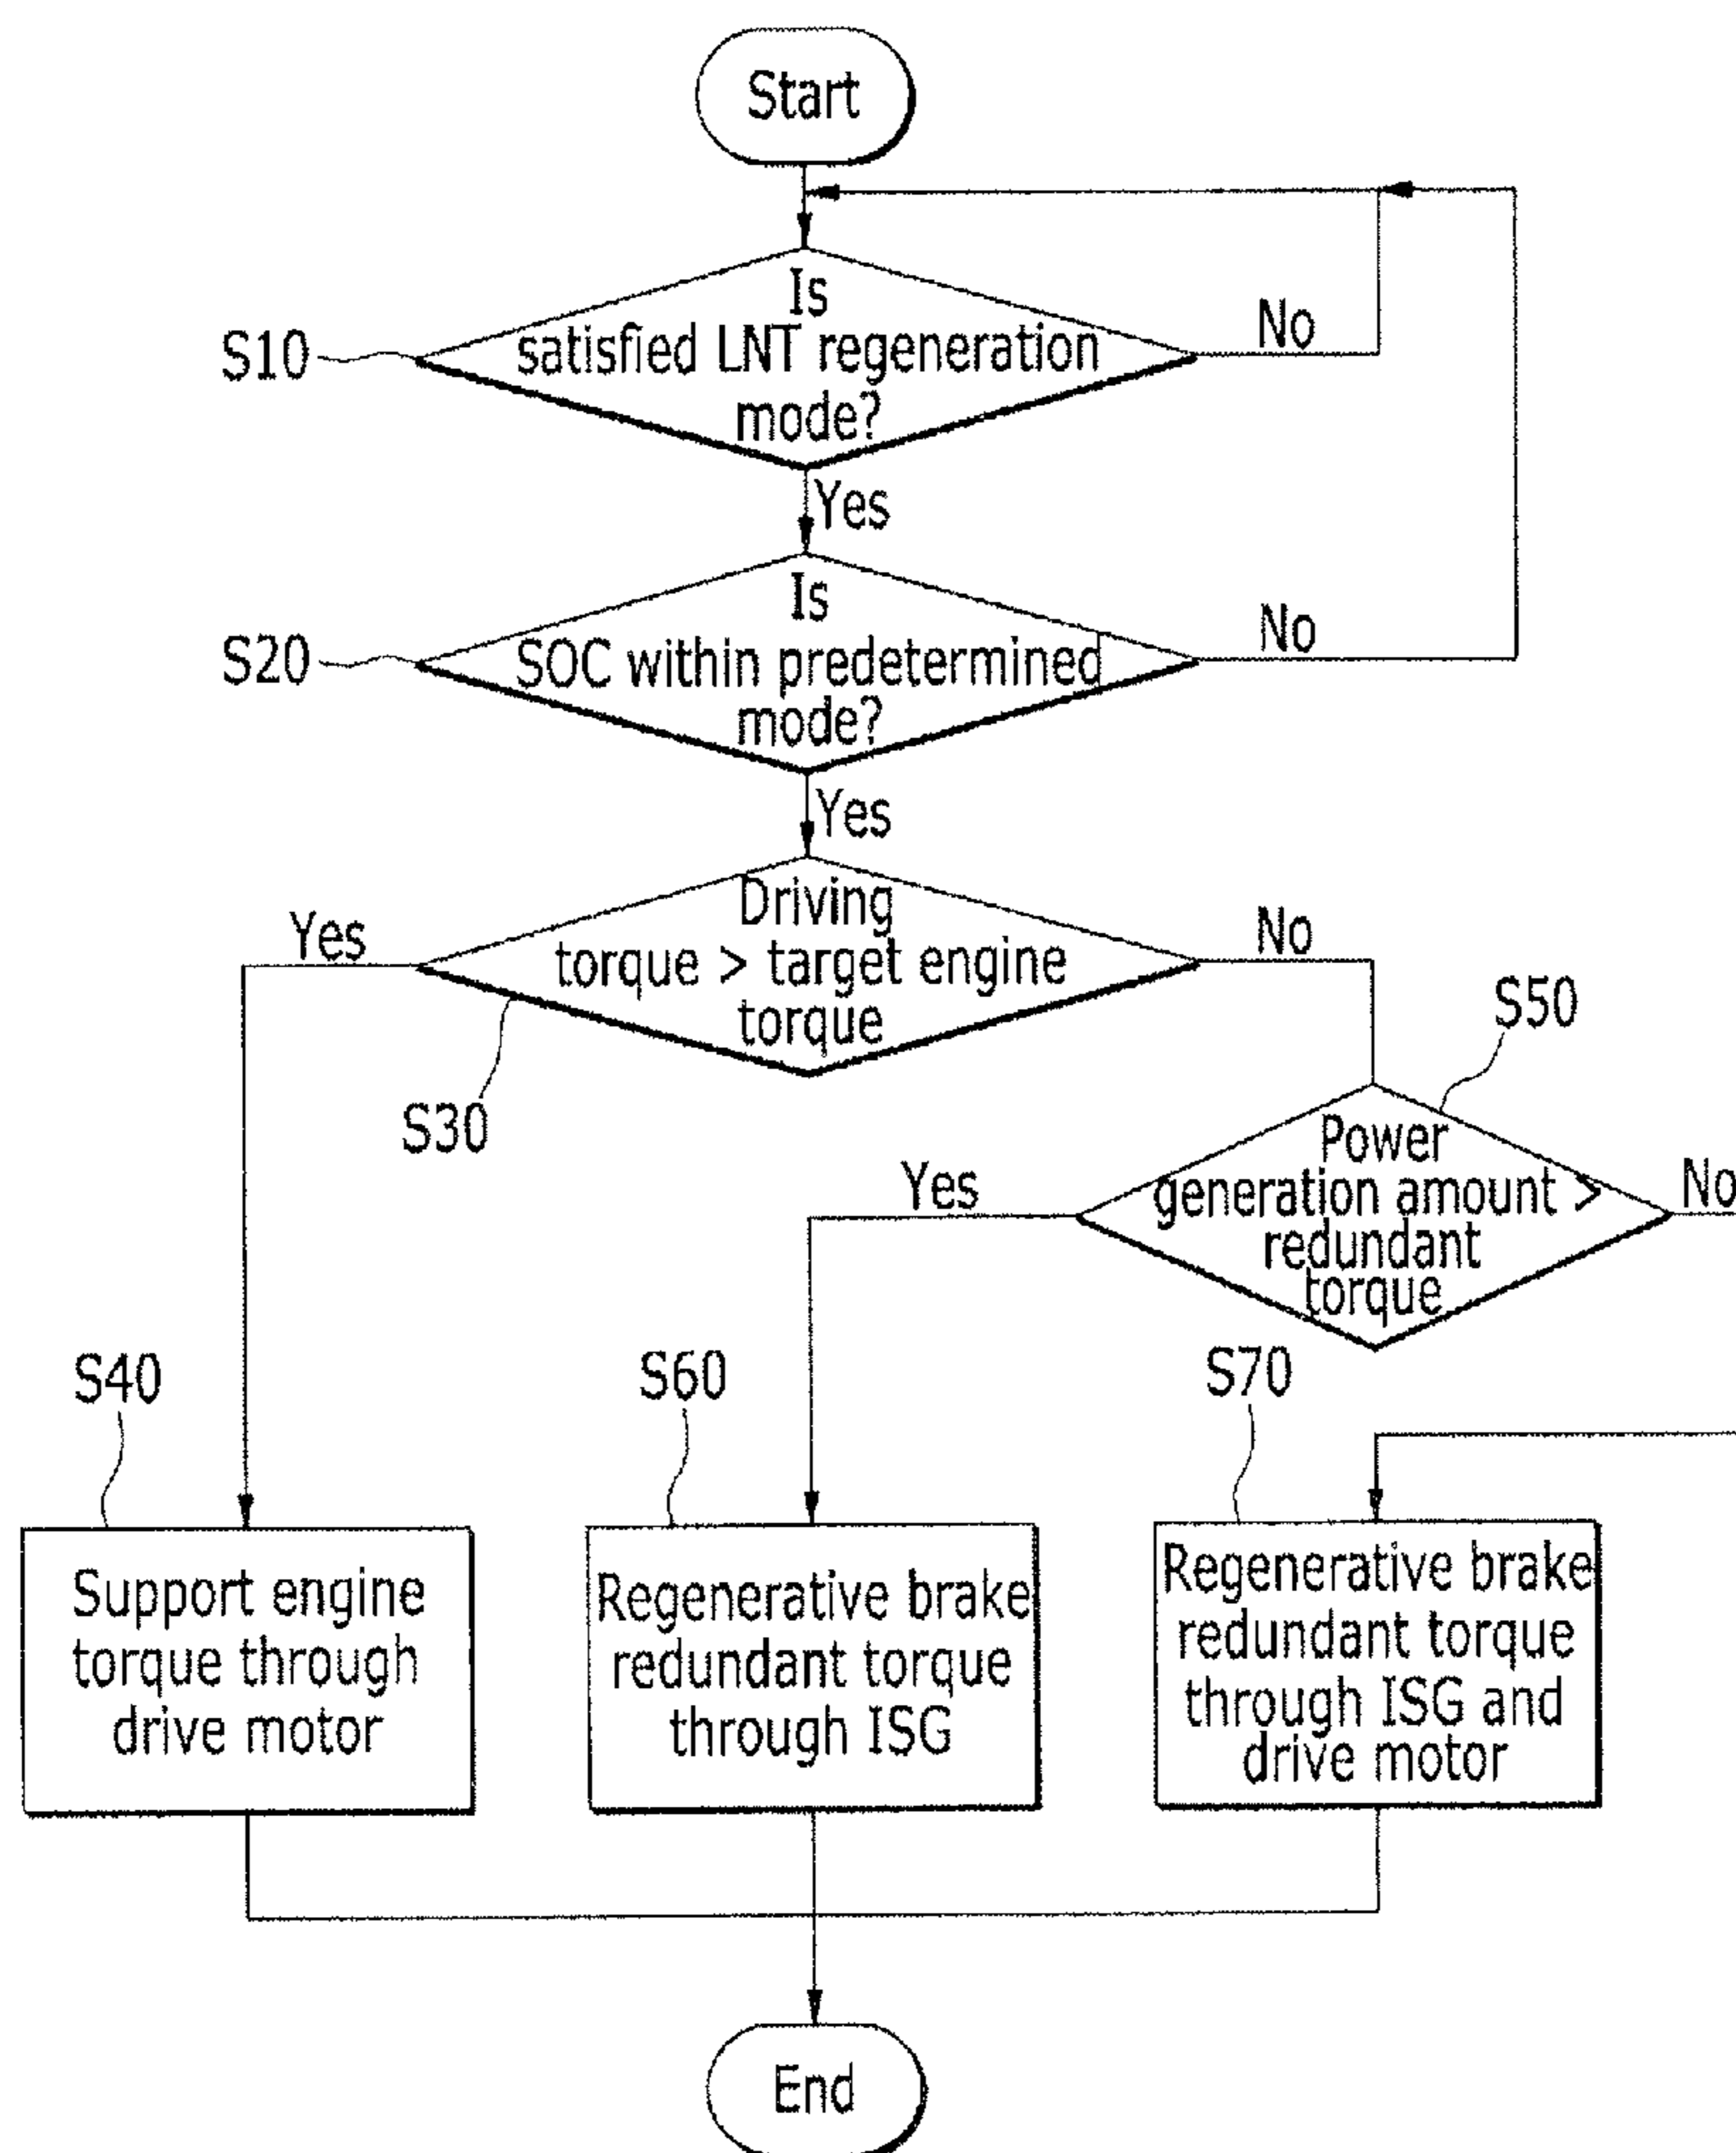 Start
Is
satisfied LNT regeneration
mode?
S10
No
Yes
Is
SOC within predetermined
mode?
S20
No
Yes
Driving
torque > target engine
torque
Yes
No
S30
S50
Power
generation amount >
redundant
torque
Yes
No
S40
S60
S70
Support engine
torque through
drive motor
Regenerative brake
redundant torque
through ISG
Regenerative brake
redundant torque
through ISG and
drive motor
End